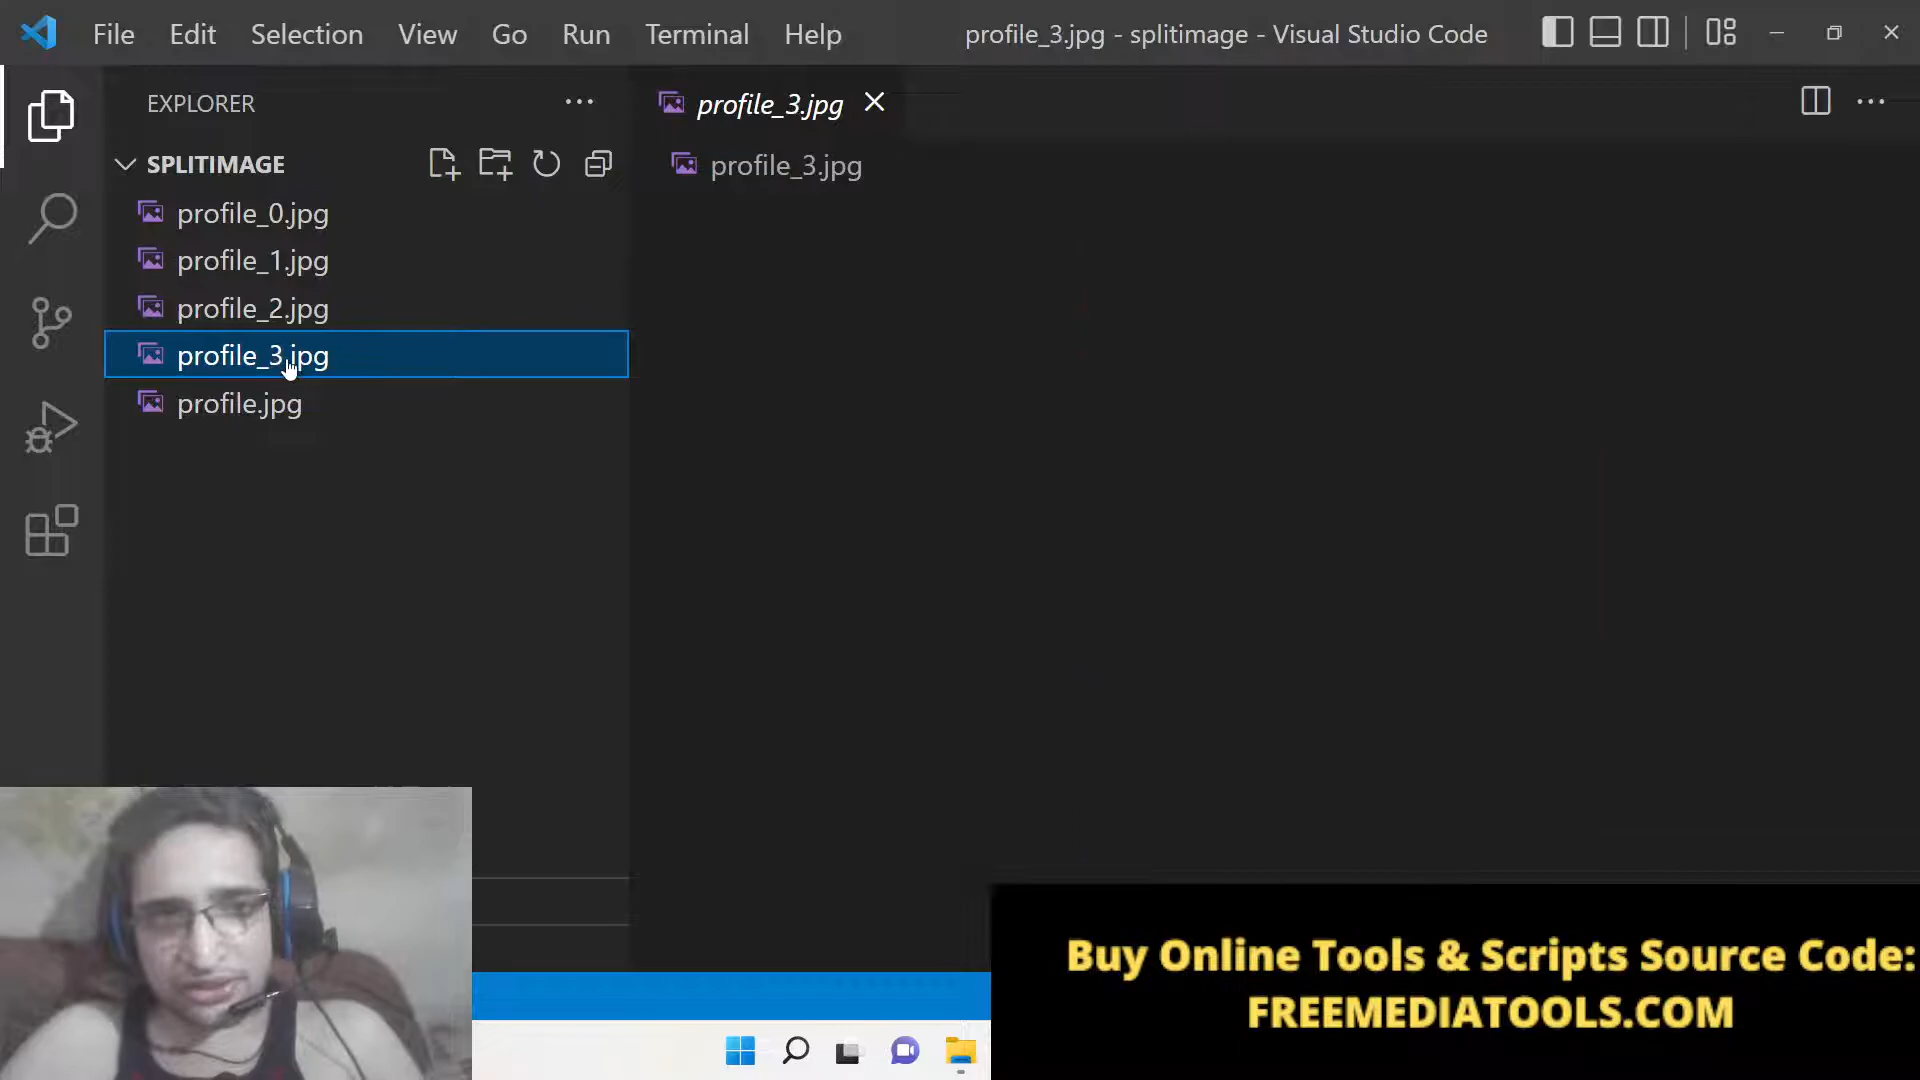 File Edit Selection View Go Run Terminal Help profile_3.jpg - splitimage - Visual Studio Code
EXPLORER
profile_3.jpg
SPLITIMAGE
profile_3.jpg
profile_0.jpg
profile_1.jpg
profile_2.jpg
profile_3.jpg
profile.jpg
Buy Online Tools & Scripts Source Code:
FREEMEDIATOOLS.COM